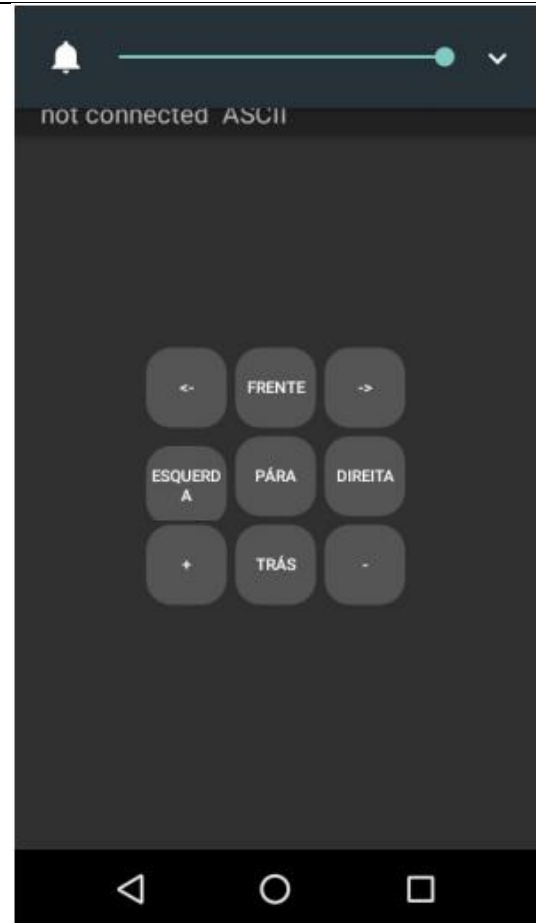 not connected ASCII
<- FRENTE ->
ESQUERD
A
PÁRA DIREITA
+ TRÁS -